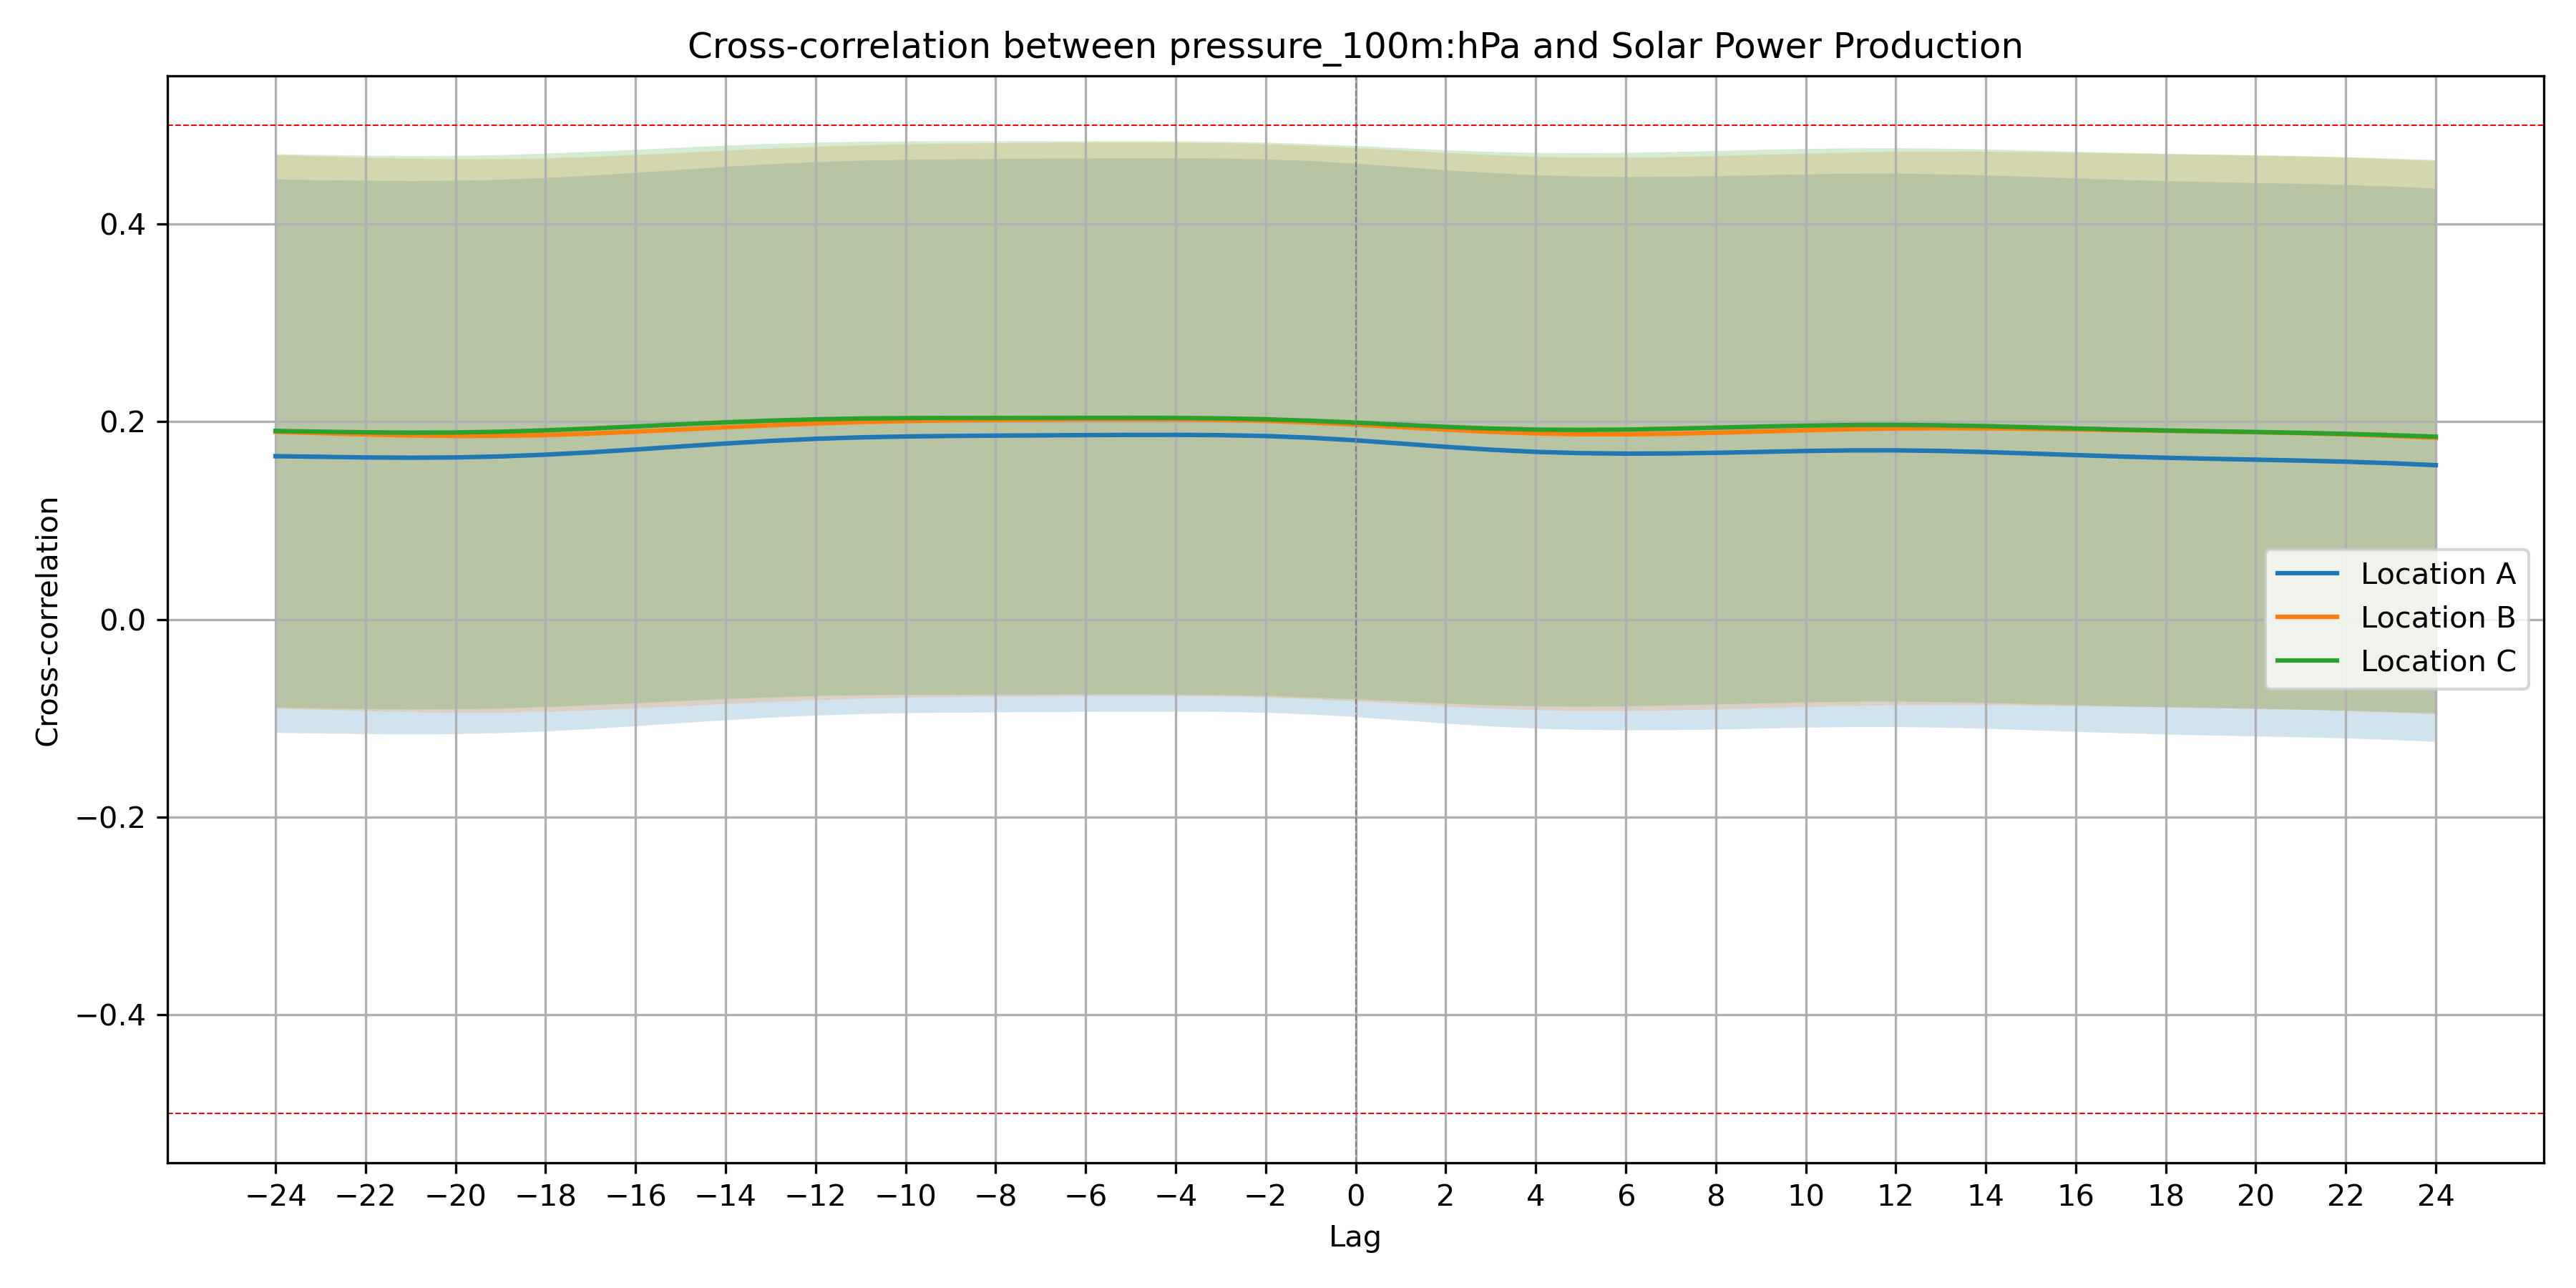 Cross-correlation between pressure_100m:hPa and Solar Power Production
Cross-correlation
0.4
0.2
0.0
−0.2
−0.4
Location A
Location B
Location C
−24 −22 −20 −18 −16 −14 −12 −10 −8 −6 −4 −2 0 2 4 6 8 10 12 14 16 18 20 22 24
Lag